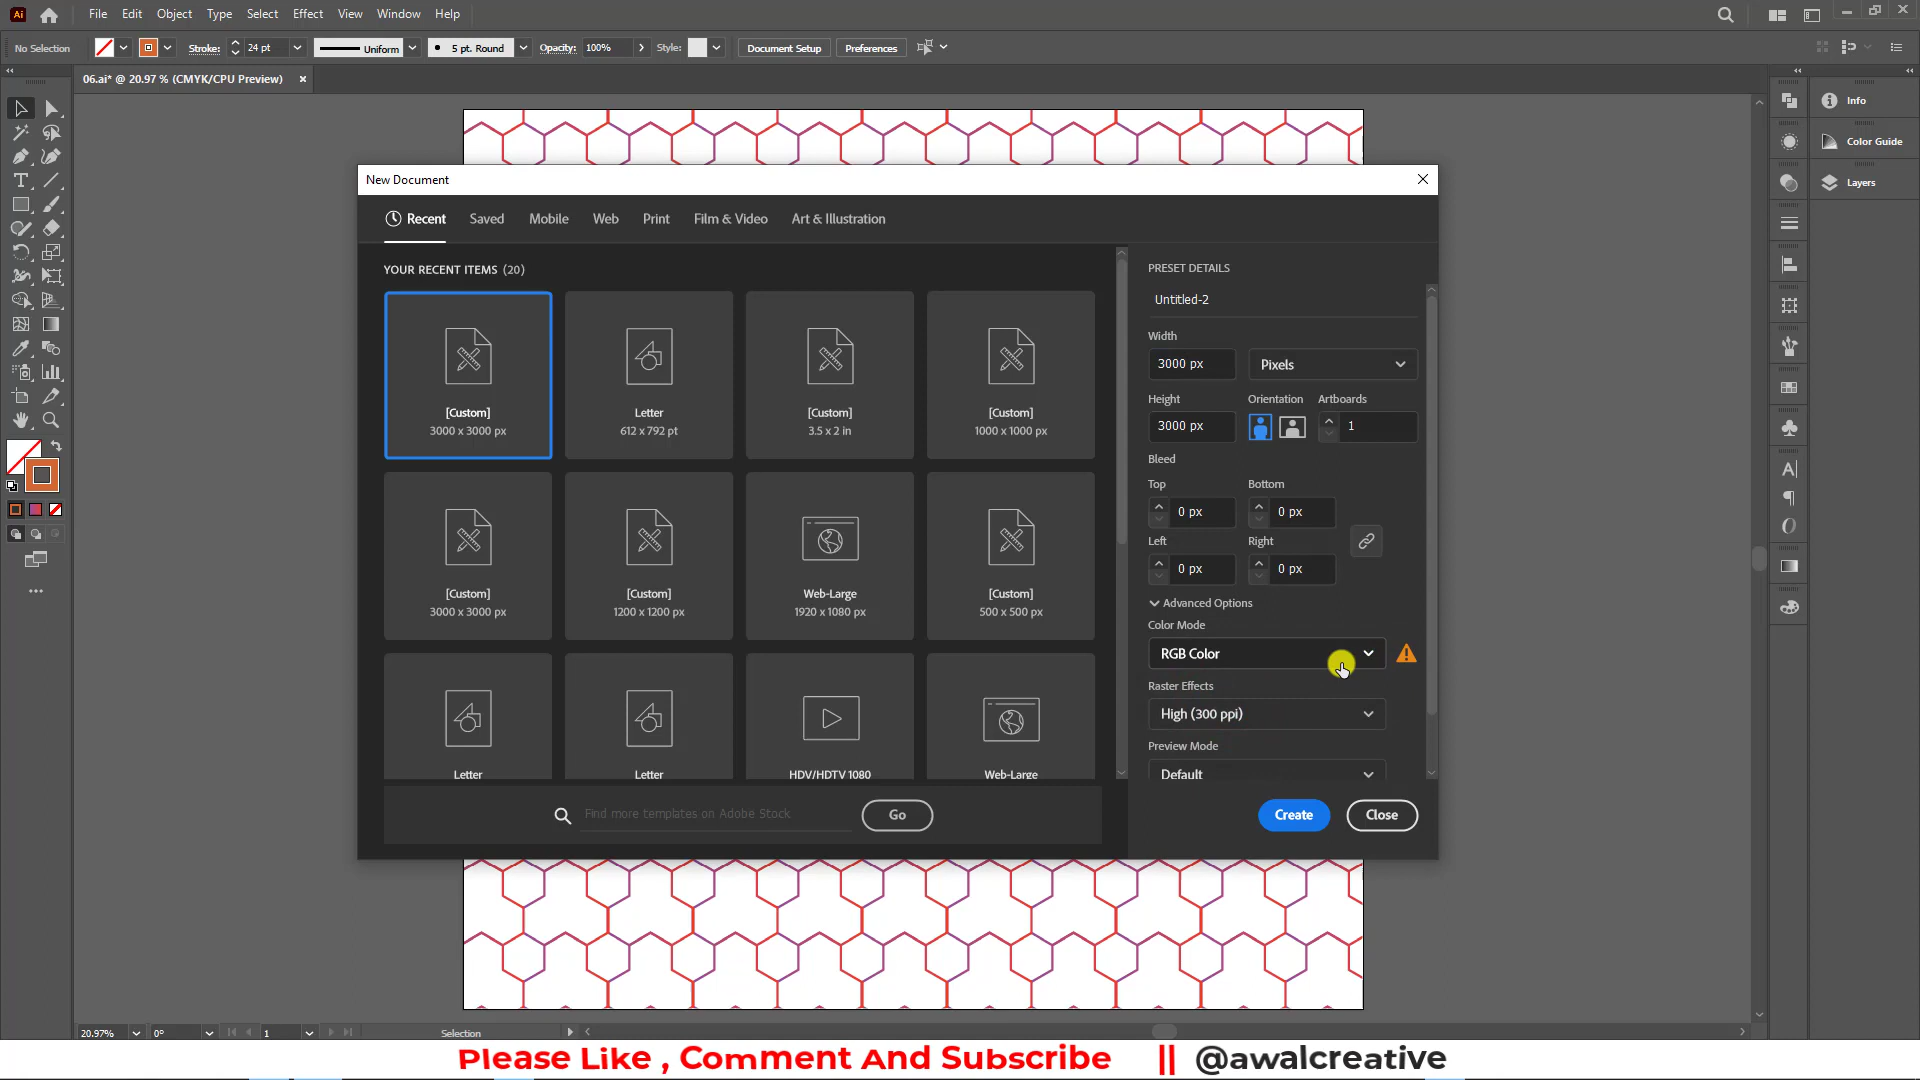 Ai File Edit Object Type Select Effect View Window Help
No Selection Stroke: 24 pt Uniform 5 pt. Round Opacity: 100% Style: Document Setup Preferences
06.ai* @ 20.97 % (CMYK/CPU Preview)
Info
Color Guide
Layers
New Document
Recent Saved Mobile Web Print Film & Video Art & Illustration
YOUR RECENT ITEMS (20)
[Custom] Letter [Custom] [Custom]
3000 x 3000 px 612 x 792 pt 3.5 x 2 in 1000 x 1000 px
[Custom] [Custom] Web-Large [Custom]
3000 x 3000 px 1200 x 1200 px 1920 x 1080 px 500 x 500 px
Letter Letter HDV/HDTV 1080 Web-Large
Find more templates on Adobe Stock Go
PRESET DETAILS
Untitled-2
Width
3000 px Pixels
Height Orientation Artboards
3000 px 1
Bleed
Top Bottom
0 px 0 px
Left Right
0 px 0 px
Advanced Options
Color Mode
RGB Color
Raster Effects
High (300 ppi)
Preview Mode
Default
Create Close
20.97% 0° 1 Selection
Please Like , Comment And Subscribe || @awalcreative